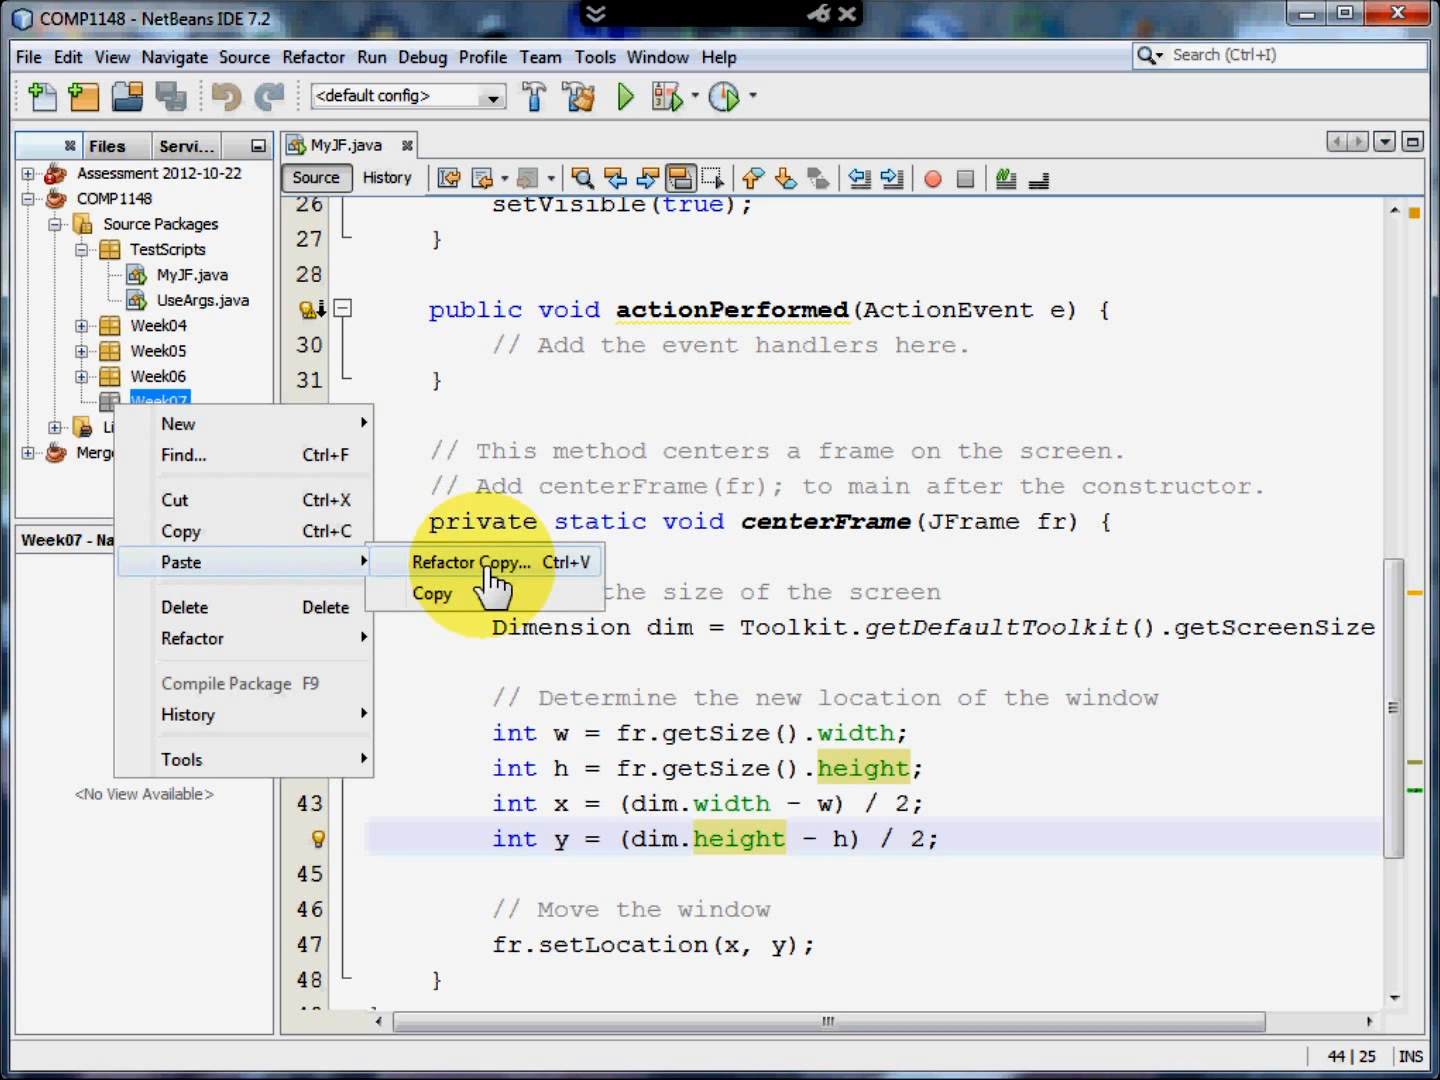 COMP1148 - NetBeans IDE 7.2
File Edit View Navigate Source Refactor Run Debug Profile Team Tools Window Help
Search (Ctrl+I)
<default config>
Files Servi...
MyJF.java
Source History
Assessment 2012-10-22
COMP1148
Source Packages
TestScripts
MyJF.java
UseArgs.java
Week04
Week05
Week06
Week07
Li
Merg
Week07 - Na
<No View Available>
New
Find... Ctrl+F
Cut Ctrl+X
Copy Ctrl+C
Paste
Delete Delete
Refactor
Compile Package F9
History
Tools
Refactor Copy... Ctrl+V
Copy
26 setVisible(true);
27 }
28
public void actionPerformed(ActionEvent e) {
30 // Add the event handlers here.
31 }
// This method centers a frame on the screen.
// Add centerFrame(fr); to main after the constructor.
private static void centerFrame(JFrame fr) {
the size of the screen
Dimension dim = Toolkit.getDefaultToolkit().getScreenSize
// Determine the new location of the window
int w = fr.getSize().width;
int h = fr.getSize().height;
43 int x = (dim.width - w) / 2;
int y = (dim.height - h) / 2;
45
46 // Move the window
47 fr.setLocation(x, y);
48 }
44 | 25 INS